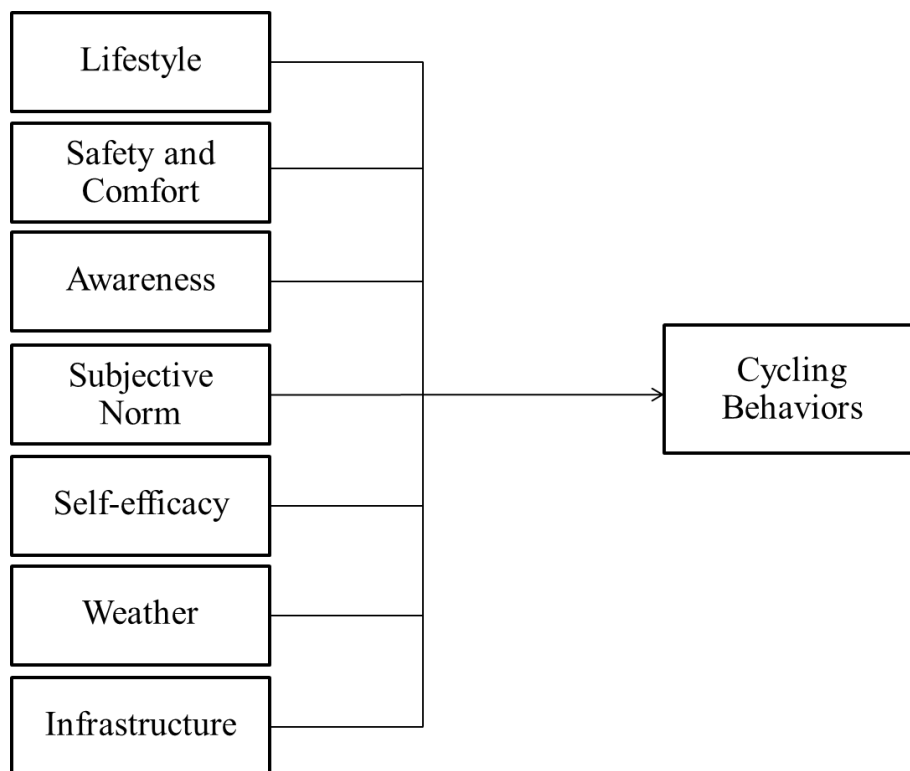 Lifestyle
Safety and
Comfort
Awareness
Subjective
Norm
Self-efficacy
Weather
Infrastructure
Cycling
Behaviors